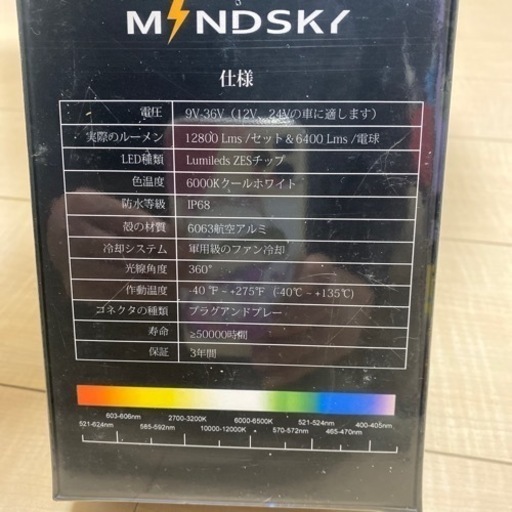 MINDSKY
仕様
電圧 9V-36V（12V、24Vの車に適します）
実際のルーメン 12800 Lms /セット & 6400 Lms /電球
LED種類 Lumileds ZESチップ
色温度 6000Kクールホワイト
防水等級 IP68
殻の材質 6063航空アルミ
冷却システム 軍用級のファン冷却
光線角度 360°
作動温度 -40 ℉ ~ +275℉ (-40℃ ~ +135℃)
コネクタの種類 プラグアンドプレー
寿命 ≥50000時間
保証 3年間
603-606nm 2700-3200K 6000-6500K 521-524nm 400-405nm
521-624nm 585-592nm 10000-12000K 570-572nm 465-470nm